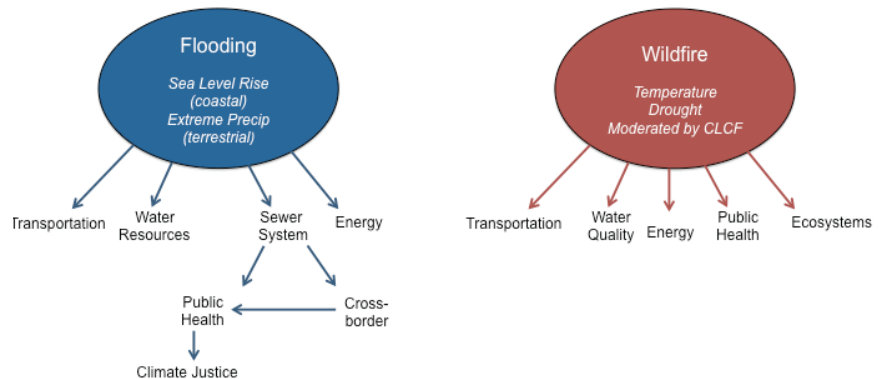 Flooding
Sea Level Rise
(coastal)
Extreme Precip
(terrestrial)
Transportation
Water
Resources
Sewer
System
Energy
Public
Health
Cross-
border
Climate Justice
Wildfire
Temperature
Drought
Moderated by CLCF
Transportation
Water
Quality
Energy
Public
Health
Ecosystems